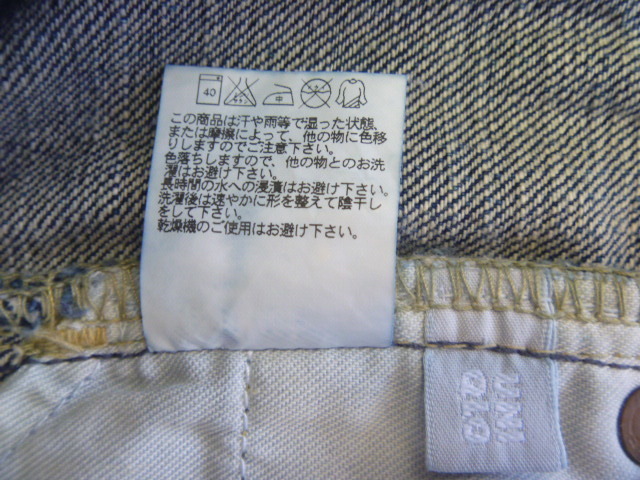 40 中
この商品は汗や雨等で湿った状態、
または摩擦によって、他の物に色移
りしますのでご注意下さい。
色落ちしますので、他の物とのお洗
濯はお避け下さい。
長時間の水への浸漬はお避け下さい。
洗濯後は速やかに形を整えて陰干し
をして下さい。
乾燥機のご使用はお避け下さい。